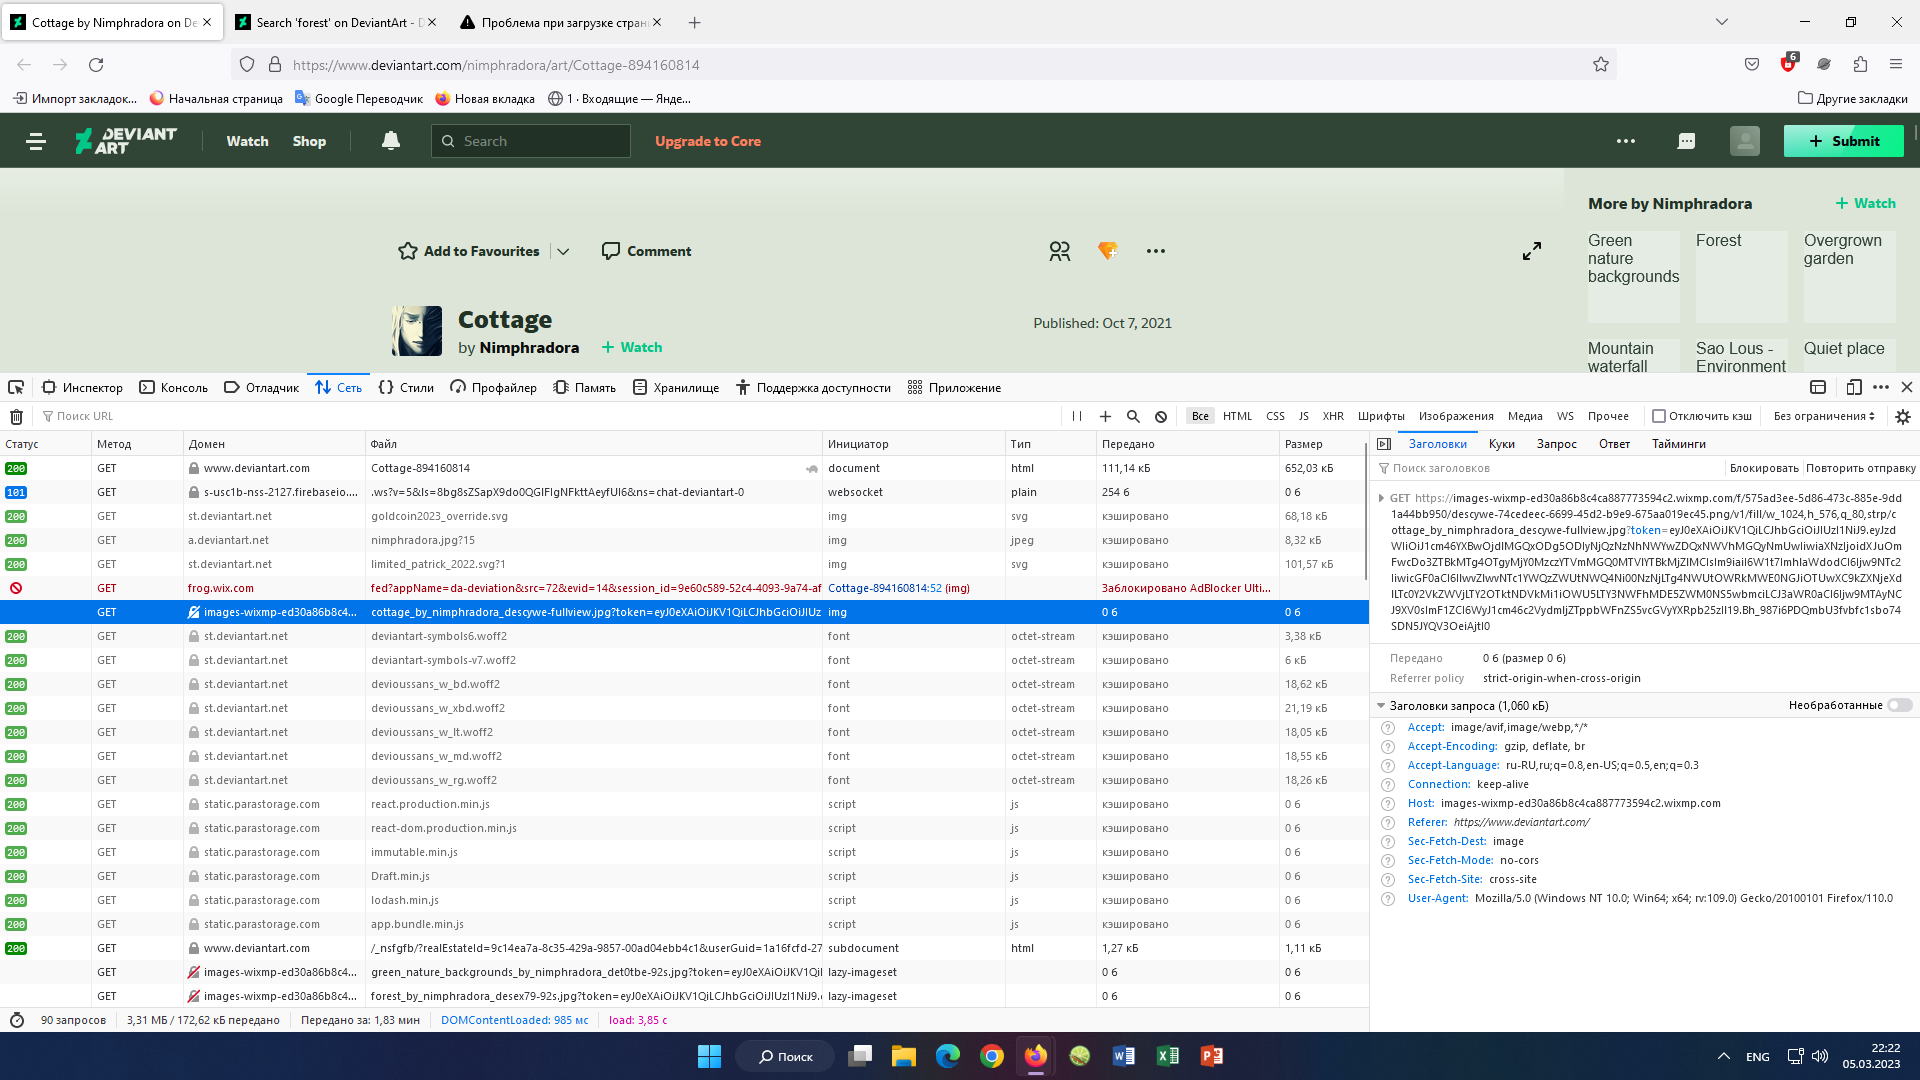 Cottage by Nimphradora on De
Search 'forest' on DeviantArt - D
Проблема при загрузке стран
https://www.deviantart.com/nimphradora/art/Cottage-894160814
6
Импорт закладок...
Начальная страница
Google Переводчик
Новая вкладка
1 · Входящие — Янде...
Другие закладки
DEVIANT ART
Watch
Shop
Search
Upgrade to Core
Submit
Add to Favourites
Comment
Cottage
by Nimphradora
+ Watch
Published: Oct 7, 2021
More by Nimphradora
+ Watch
Green nature backgrounds
Forest
Overgrown garden
Mountain waterfall
Sao Lous - Environment
Quiet place
Инспектор
Консоль
Отладчик
Сеть
Стили
Профайлер
Память
Хранилище
Поддержка доступности
Приложение
Поиск URL
Все HTML CSS JS XHR Шрифты Изображения Медиа WS Прочее
Отключить кэш
Без ограничения
Статус Метод Домен Файл Инициатор Тип Передано Размер
200 GET www.deviantart.com Cottage-894160814 document html 111,14 кБ 652,03 кБ
101 GET s-usc1b-nss-2127.firebaseio.... websocket plain 254 б 0 б
200 GET st.deviantart.net goldcoin2023_override.svg img svg кэшировано 68,18 кБ
200 GET a.deviantart.net nimphradora.jpg?15 img jpeg кэшировано 8,32 кБ
200 GET st.deviantart.net limited_patrick_2022.svg?1 img svg кэшировано 101,57 кБ
GET frog.wix.com fed?appName=da-deviation&src=72&evid=14&session_id=9e60c589-52c4-4093-9a74-af Cottage-894160814:52 (img) Заблокировано AdBlocker Ulti...
GET images-wixmp-ed30a86b8c4... cottage_by_nimphradora_descywe-fullview.jpg?token= img 0 б 0 б
200 GET st.deviantart.net deviantart-symbols6.woff2 font octet-stream кэшировано 3,38 кБ
200 GET st.deviantart.net deviantart-symbols-v7.woff2 font octet-stream кэшировано 6 кБ
200 GET st.deviantart.net devioussans_w_bd.woff2 font octet-stream кэшировано 18,62 кБ
200 GET st.deviantart.net devioussans_w_xbd.woff2 font octet-stream кэшировано 21,19 кБ
200 GET st.deviantart.net devioussans_w_lt.woff2 font octet-stream кэшировано 18,05 кБ
200 GET st.deviantart.net devioussans_w_md.woff2 font octet-stream кэшировано 18,55 кБ
200 GET st.deviantart.net devioussans_w_rg.woff2 font octet-stream кэшировано 18,26 кБ
200 GET static.parastorage.com react.production.min.js script js кэшировано 0 б
200 GET static.parastorage.com react-dom.production.min.js script js кэшировано 0 б
200 GET static.parastorage.com immutable.min.js script js кэшировано 0 б
200 GET static.parastorage.com Draft.min.js script js кэшировано 0 б
200 GET static.parastorage.com lodash.min.js script js кэшировано 0 б
200 GET static.parastorage.com app.bundle.min.js script js кэшировано 0 б
200 GET www.deviantart.com /_nsfgfb/?realEstateId=9c14ea7a-8c35-429a-9857-00ad04ebb4c1&userGuid=1a16fcfd-27 subdocument html 1,27 кБ 1,11 кБ
GET images-wixmp-ed30a86b8c4... green_nature_backgrounds_by_nimphradora_det0tbe-92s.jpg?token= lazy-imageset 0 б 0 б
GET images-wixmp-ed30a86b8c4... forest_by_nimphradora_desex79-92s.jpg?token= lazy-imageset 0 б 0 б
90 запросов
3,31 МБ / 172,62 кБ передано
Передано за: 1,83 мин
DOMContentLoaded: 985 мс
load: 3,85 с
Заголовки Куки Запрос Ответ Тайминги
Поиск заголовков
Блокировать
Повторить отправку
GET https://images-wixmp-ed30a86b8c4ca887773594c2.wixmp.com/f/575ad3ee-5d86-473c-885e-9dd
1a44bb950/descywe-74cedeec-6699-45d2-b9e9-675aa019ec45.png/v1/fill/w_1024,h_576,q_80,strp/c
ottage_by_nimphradora_descywe-fullview.jpg?token=
Передано 0 б (размер 0 б)
Referrer policy strict-origin-when-cross-origin
Заголовки запроса (1,060 кБ)
Необработанные
Accept: image/avif,image/webp,*/*
Accept-Encoding: gzip, deflate, br
Accept-Language: ru-RU,ru;q=0.8,en-US;q=0.5,en;q=0.3
Connection: keep-alive
Host: images-wixmp-ed30a86b8c4ca887773594c2.wixmp.com
Referer: https://www.deviantart.com/
Sec-Fetch-Dest: image
Sec-Fetch-Mode: no-cors
Sec-Fetch-Site: cross-site
User-Agent: Mozilla/5.0 (Windows NT 10.0; Win64; x64; rv:109.0) Gecko/20100101 Firefox/110.0
Поиск
ENG
22:22
05.03.2023